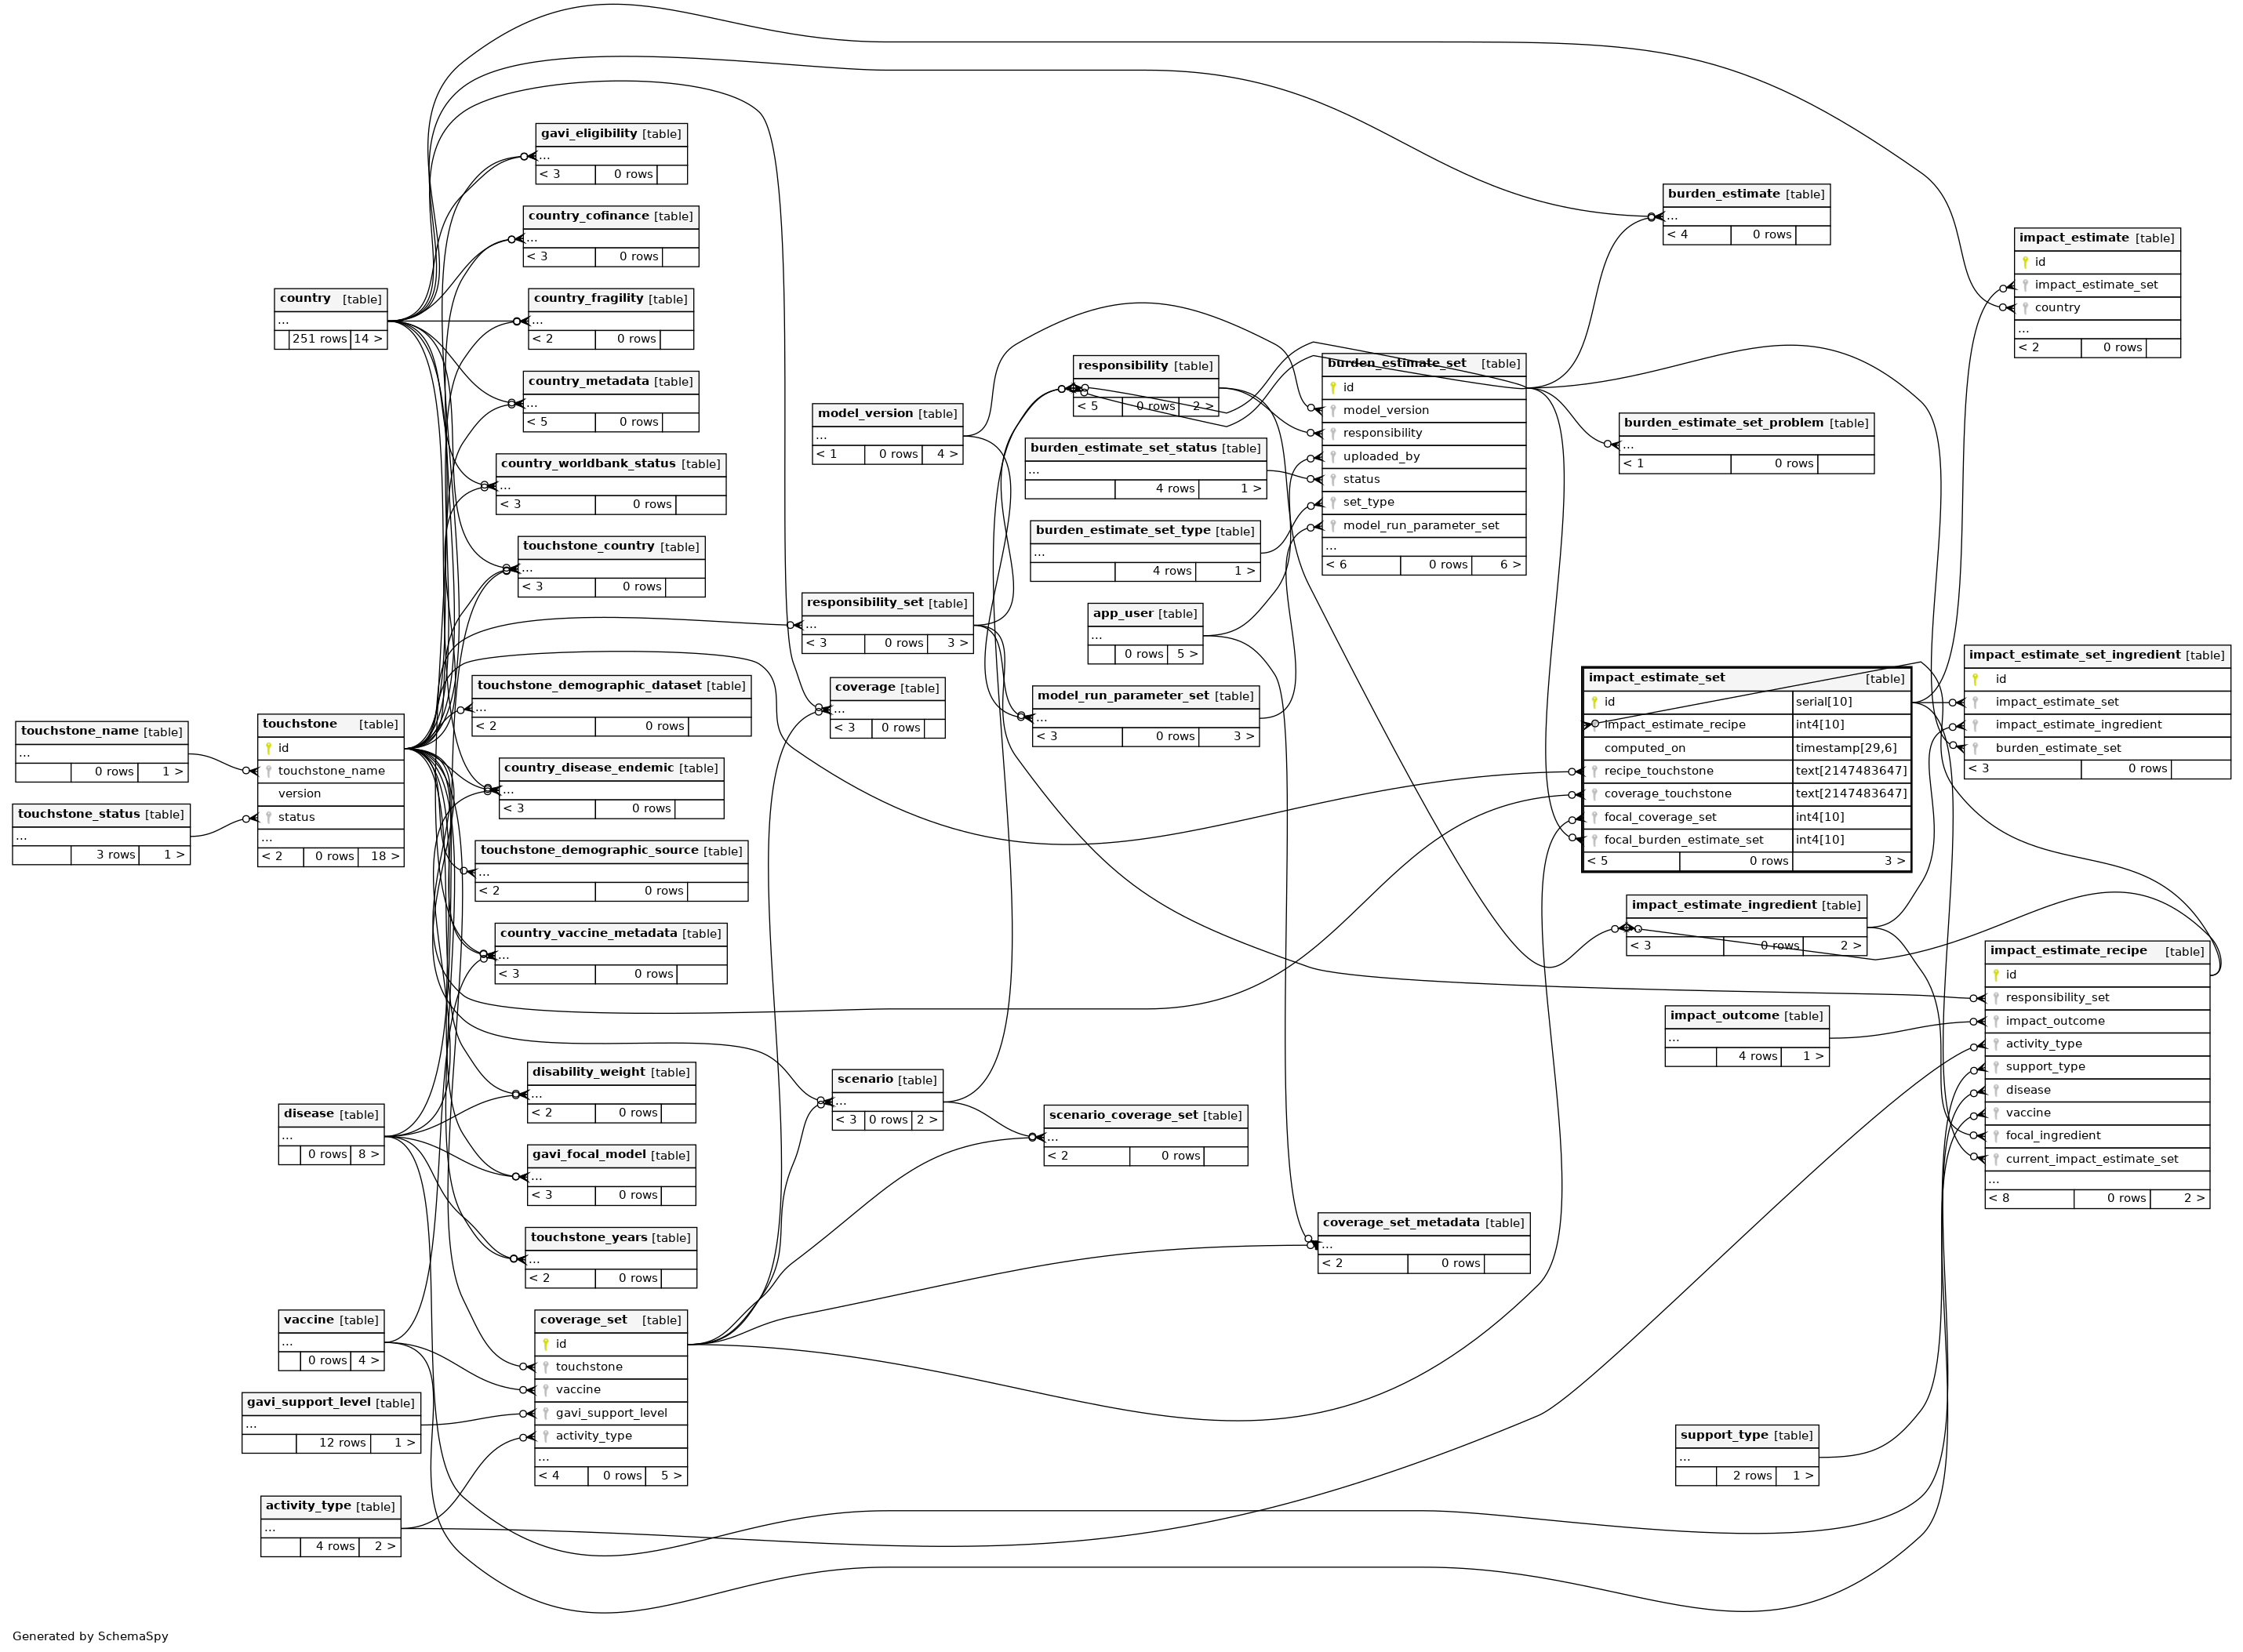 gavi_eligibility [table]
...
< 3 0 rows
country_cofinance [table]
...
< 3 0 rows
country [table]
...
251 rows 14 >
country_fragility [table]
...
< 2 0 rows
country_metadata [table]
...
< 5 0 rows
country_worldbank_status [table]
...
< 3 0 rows
touchstone_country [table]
...
< 3 0 rows
touchstone_demographic_dataset [table]
...
< 2 0 rows
touchstone_name [table]
...
0 rows 1 >
touchstone_status [table]
...
3 rows 1 >
touchstone [table]
id
touchstone_name
version
status
...
< 2 0 rows 18 >
country_disease_endemic [table]
...
< 3 0 rows
touchstone_demographic_source [table]
...
< 2 0 rows
country_vaccine_metadata [table]
...
< 3 0 rows
disability_weight [table]
...
< 2 0 rows
disease [table]
...
0 rows 8 >
gavi_focal_model [table]
...
< 3 0 rows
touchstone_years [table]
...
< 2 0 rows
vaccine [table]
...
0 rows 4 >
gavi_support_level [table]
...
12 rows 1 >
activity_type [table]
...
4 rows 2 >
coverage_set [table]
id
touchstone
vaccine
gavi_support_level
activity_type
...
< 4 0 rows 5 >
model_version [table]
...
< 1 0 rows 4 >
responsibility_set [table]
...
< 3 0 rows 3 >
coverage [table]
...
< 3 0 rows
scenario [table]
...
< 3 0 rows 2 >
responsibility [table]
< 5 0 rows 2 >
burden_estimate_set_status [table]
...
4 rows 1 >
burden_estimate_set_type [table]
...
4 rows 1 >
app_user [table]
...
0 rows 5 >
model_run_parameter_set [table]
...
< 3 0 rows 3 >
scenario_coverage_set [table]
...
< 2 0 rows
burden_estimate_set [table]
id
model_version
responsibility
uploaded_by
status
set_type
model_run_parameter_set
...
< 6 0 rows 6 >
coverage_set_metadata [table]
...
< 2 0 rows
burden_estimate [table]
...
< 4 0 rows
burden_estimate_set_problem [table]
...
< 1 0 rows
impact_estimate_set [table]
id serial[10]
impact_estimate_recipe int4[10]
computed_on timestamp[29,6]
recipe_touchstone text[2147483647]
coverage_touchstone text[2147483647]
focal_coverage_set int4[10]
focal_burden_estimate_set int4[10]
< 5 0 rows 3 >
impact_estimate_ingredient [table]
< 3 0 rows 2 >
impact_outcome [table]
...
4 rows 1 >
support_type [table]
...
2 rows 1 >
impact_estimate [table]
id
impact_estimate_set
country
...
< 2 0 rows
impact_estimate_set_ingredient [table]
id
impact_estimate_set
impact_estimate_ingredient
burden_estimate_set
< 3 0 rows
impact_estimate_recipe [table]
id
responsibility_set
impact_outcome
activity_type
support_type
disease
vaccine
focal_ingredient
current_impact_estimate_set
...
< 8 0 rows 2 >
Generated by SchemaSpy